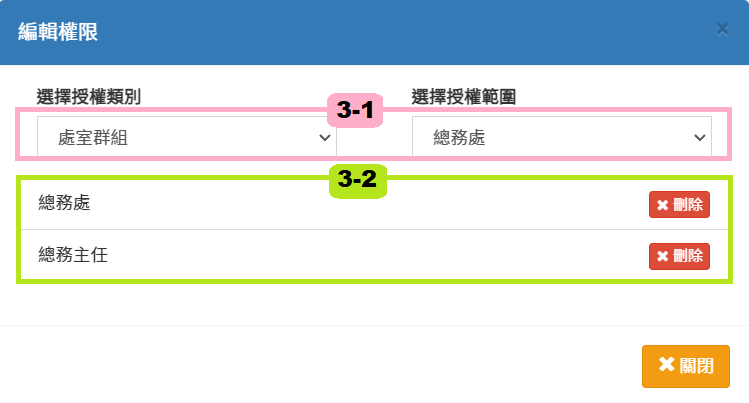 編輯權限 ×
選擇授權類別 選擇授權範圍
3-1
處室群組 總務處
3-2
總務處 ✖ 刪除
總務主任 ✖ 刪除
✖ 關閉